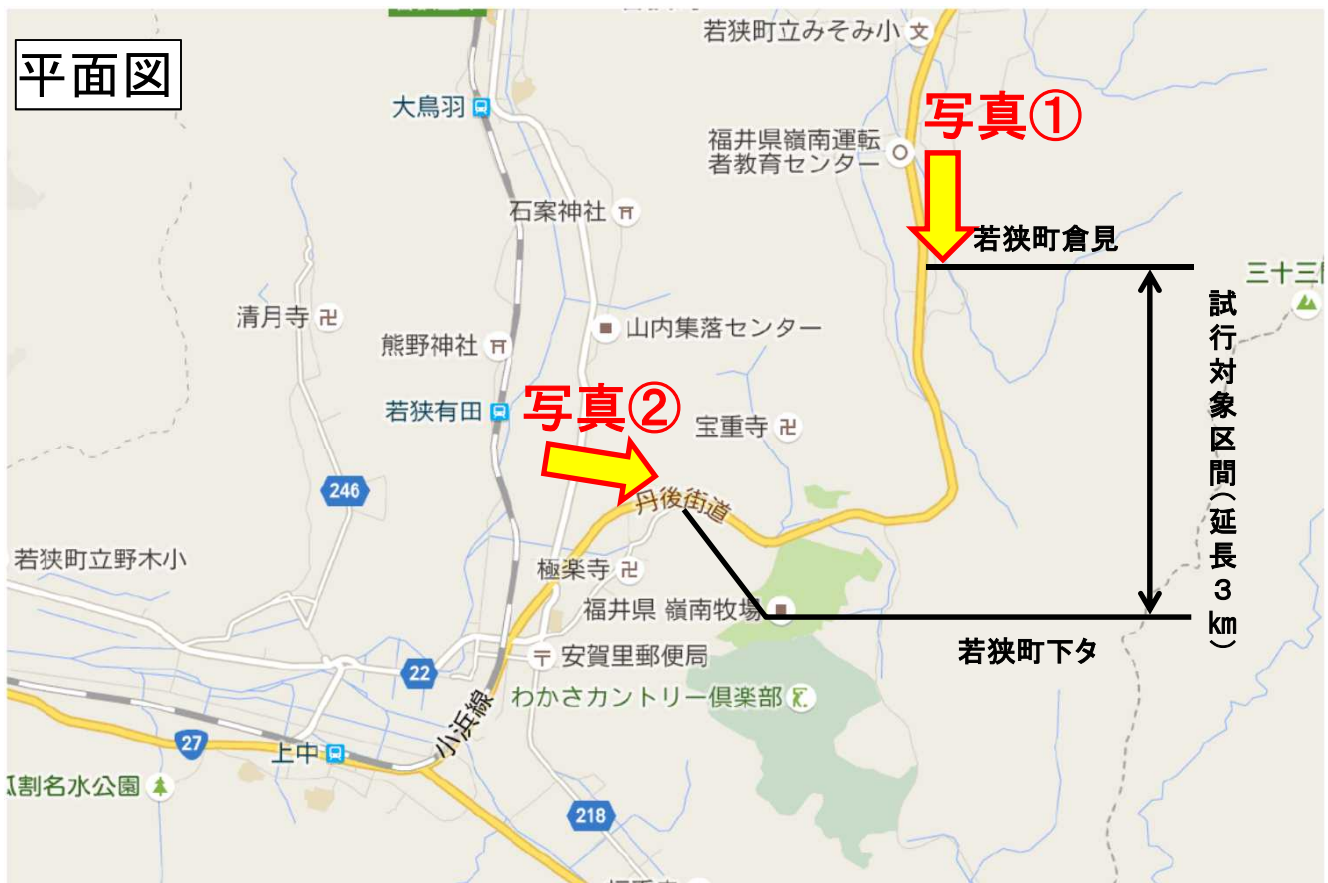 平面図
若狭町立みそみ小
大鳥羽
写真①
福井県嶺南運転
者教育センター
石案神社
若狭町倉見
三十三間
清月寺
山内集落センター
熊野神社
試行対象区間(延長3km)
若狭有田
写真②
宝重寺
246
丹後街道
若狭町立野木小
極楽寺
福井県 嶺南牧場
若狭町下タ
安賀里郵便局
22
わかさカントリー倶楽部
小浜線
27
上中
瓜割名水公園
218